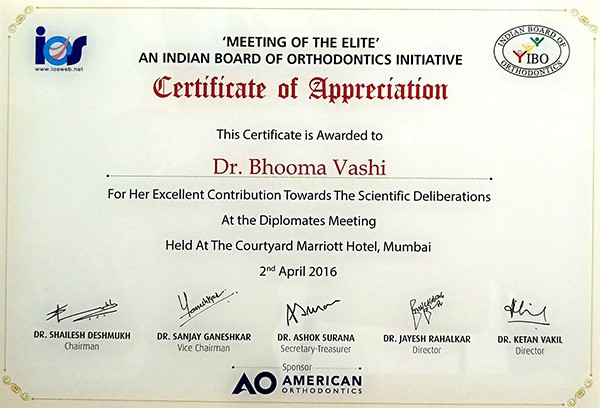 ios
www.iosweb.net
'MEETING OF THE ELITE'
AN INDIAN BOARD OF ORTHODONTICS INITIATIVE
INDIAN BOARD OF
IBO
ORTHODONTICS
Certificate of Appreciation
This Certificate is Awarded to
Dr. Bhooma Vashi
For Her Excellent Contribution Towards The Scientific Deliberations
At the Diplomates Meeting
Held At The Courtyard Marriott Hotel, Mumbai
2nd April 2016
DR. SHAILESH DESHMUKH
Chairman
DR. SANJAY GANESHKAR
Vice Chairman
DR. ASHOK SURANA
Secretary-Treasurer
DR. JAYESH RAHALKAR
Director
DR. KETAN VAKIL
Director
Sponsor
AO AMERICAN
ORTHODONTICS